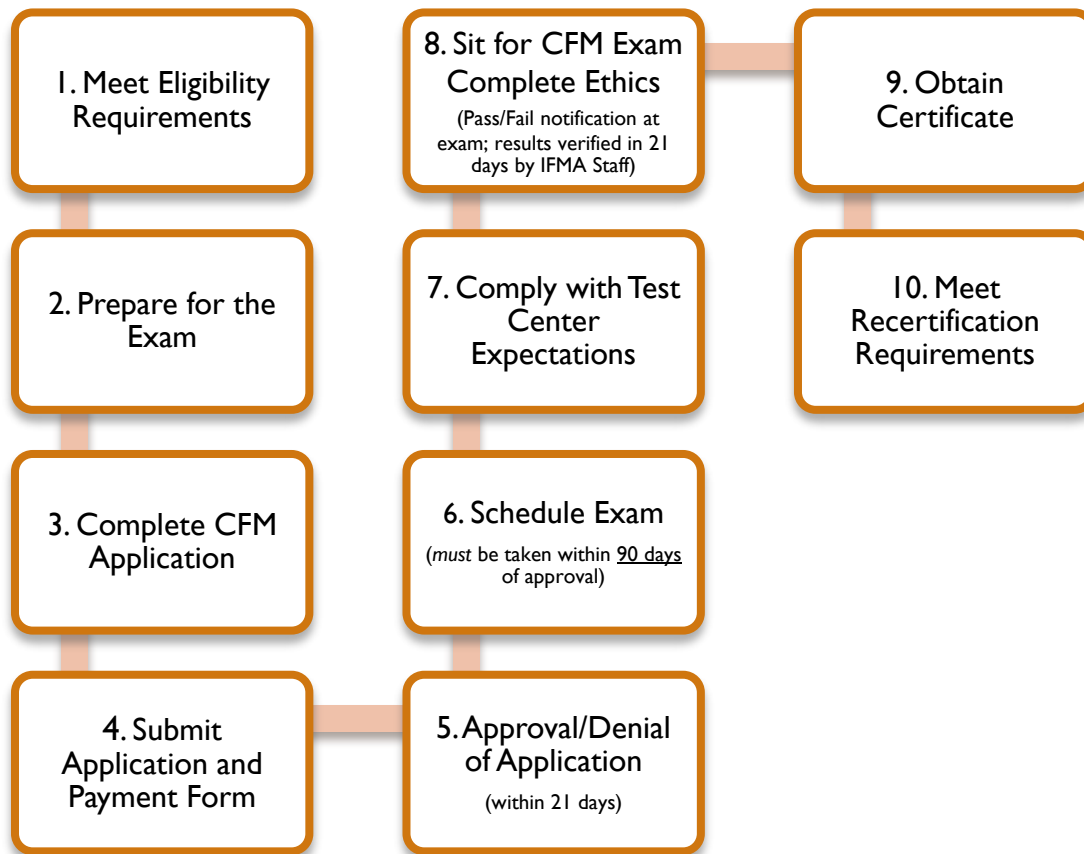 1. Meet Eligibility
Requirements
2. Prepare for the
Exam
3. Complete CFM
Application
4. Submit
Application and
Payment Form
5. Approval/Denial
of Application
(within 21 days)
6. Schedule Exam
(must be taken within 90 days
of approval)
7. Comply with Test
Center
Expectations
8. Sit for CFM Exam
Complete Ethics
(Pass/Fail notification at
exam; results verified in 21
days by IFMA Staff)
9. Obtain
Certificate
10. Meet
Recertification
Requirements